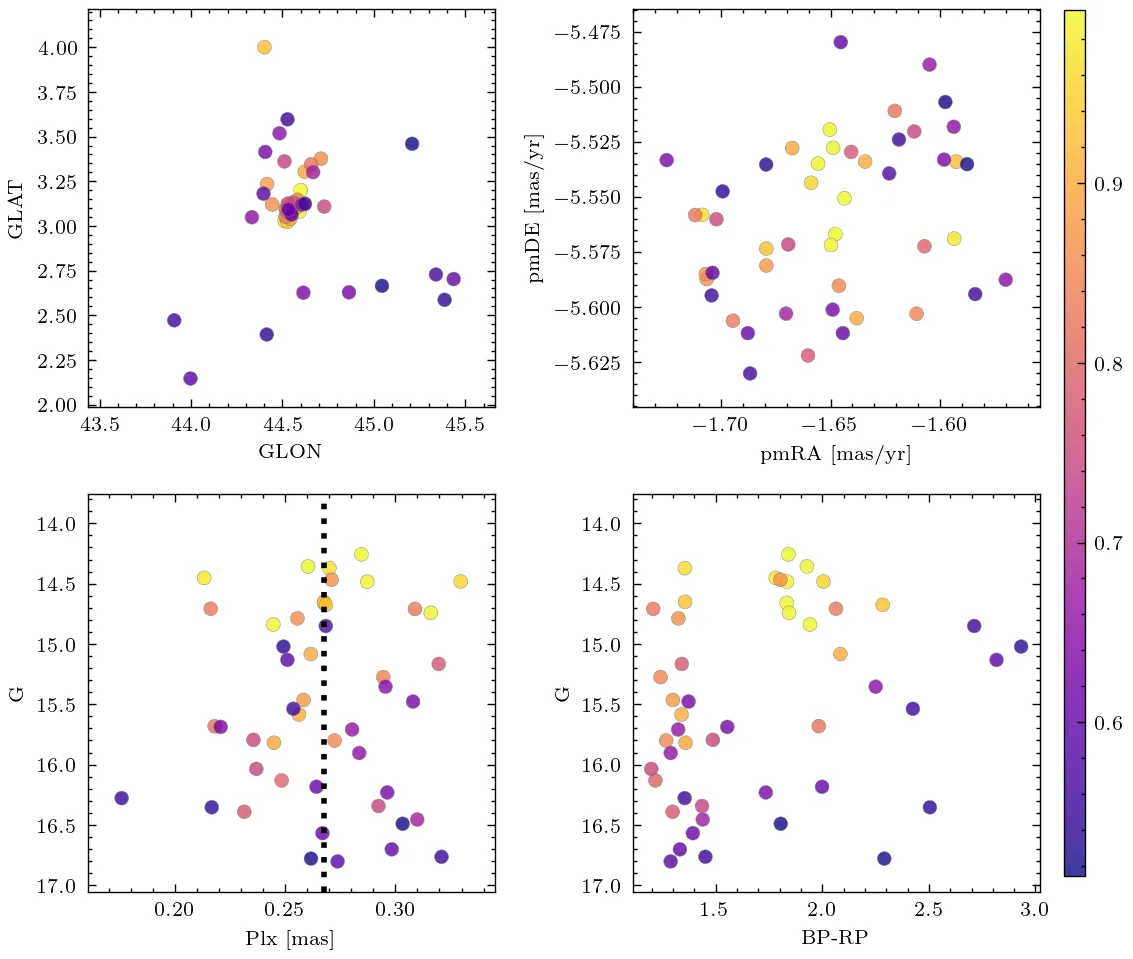 4.00
3.75
3.50
3.25
3.00
2.75
2.50
2.25
2.00
GLAT
43.5 44.0 44.5 45.0 45.5
GLON
−5.475
−5.500
−5.525
−5.550
−5.575
−5.600
−5.625
pmDE [mas/yr]
−1.70 −1.65 −1.60
pmRA [mas/yr]
14.0
14.5
15.0
15.5
16.0
16.5
17.0
G
0.20 0.25 0.30
Plx [mas]
14.0
14.5
15.0
15.5
16.0
16.5
17.0
G
1.5 2.0 2.5 3.0
BP-RP
0.9
0.8
0.7
0.6